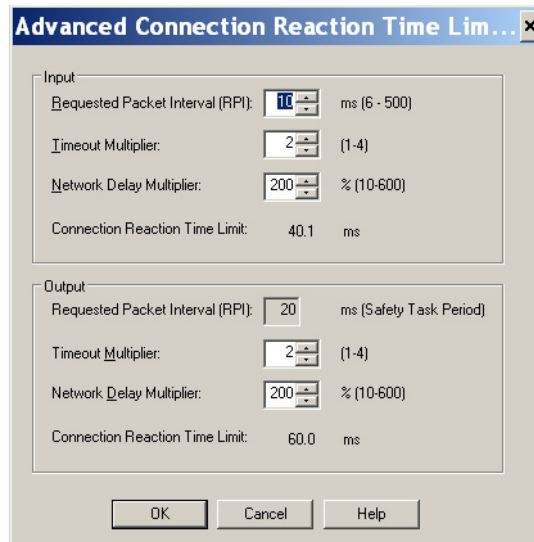 Advanced Connection Reaction Time Lim...
Input
Requested Packet Interval (RPI): 10 ms (6 - 500)
Timeout Multiplier: 2 (1-4)
Network Delay Multiplier: 200 % (10-600)
Connection Reaction Time Limit: 40.1 ms
Output
Requested Packet Interval (RPI): 20 ms (Safety Task Period)
Timeout Multiplier: 2 (1-4)
Network Delay Multiplier: 200 % (10-600)
Connection Reaction Time Limit: 60.0 ms
OK Cancel Help